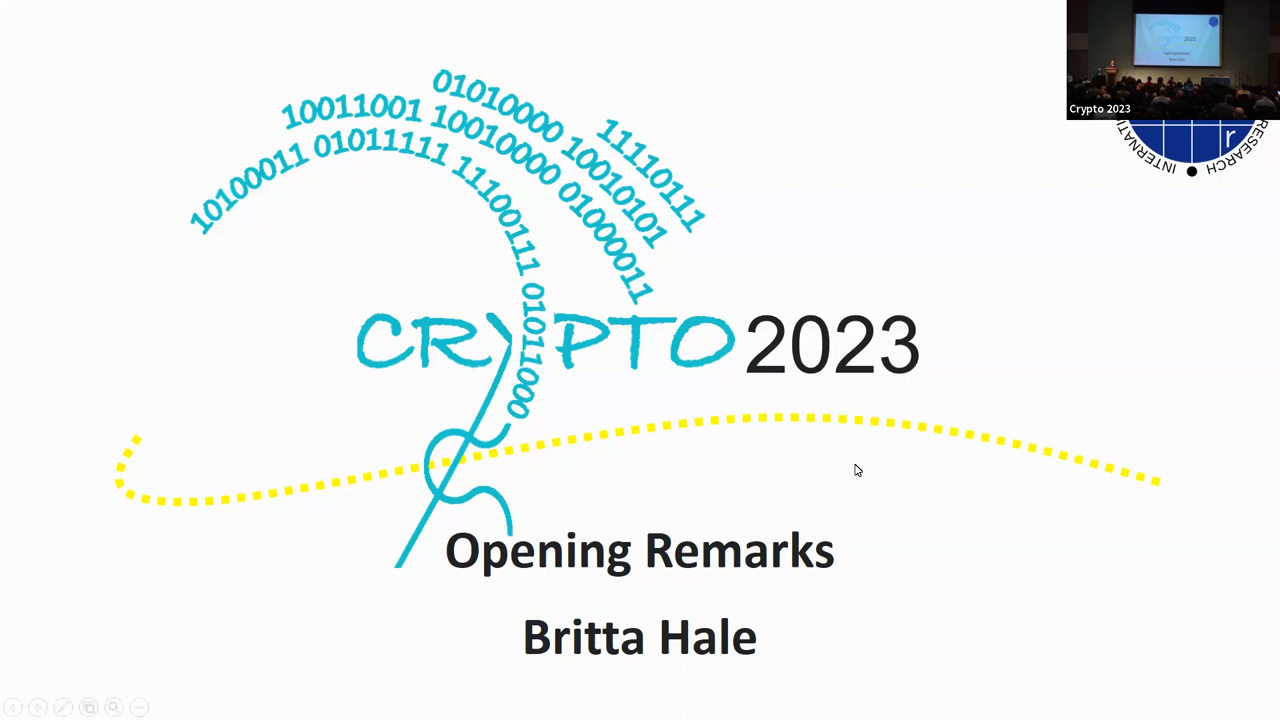 01010000 10010101
11110111
10011001 10010000 01000011
10100011 01011111 11100111 01011000
Crypto 2023
INTERNATI
r
RESEARCH
CRYPTO 2023
Opening Remarks
Britta Hale